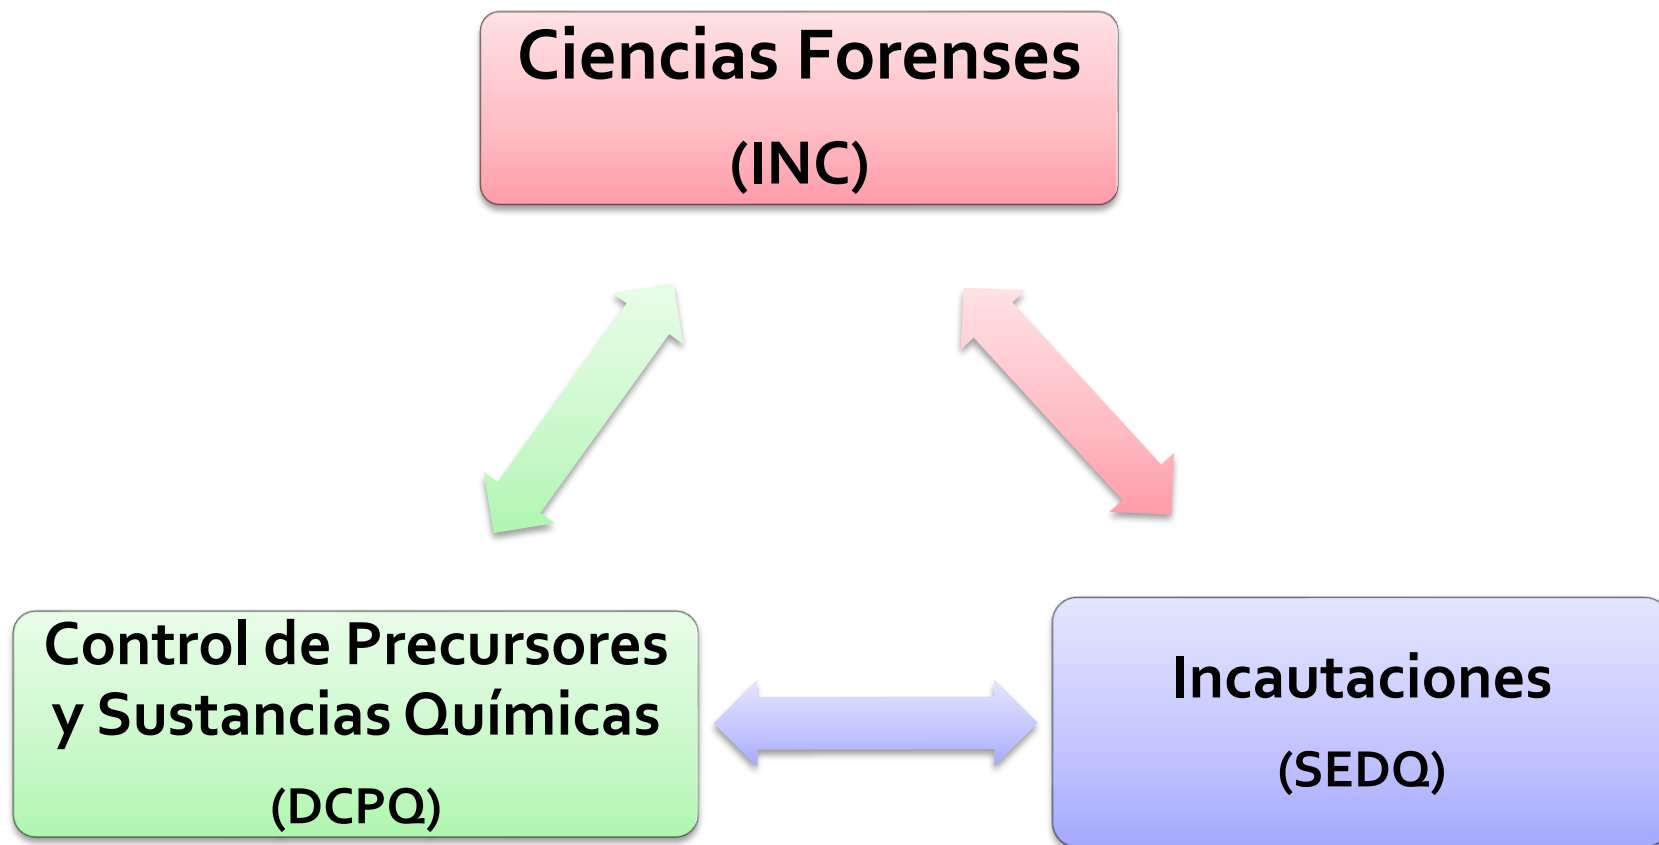 Ciencias Forenses
(INC)
Control de Precursores
y Sustancias Químicas
(DCPQ)
Incautaciones
(SEDQ)